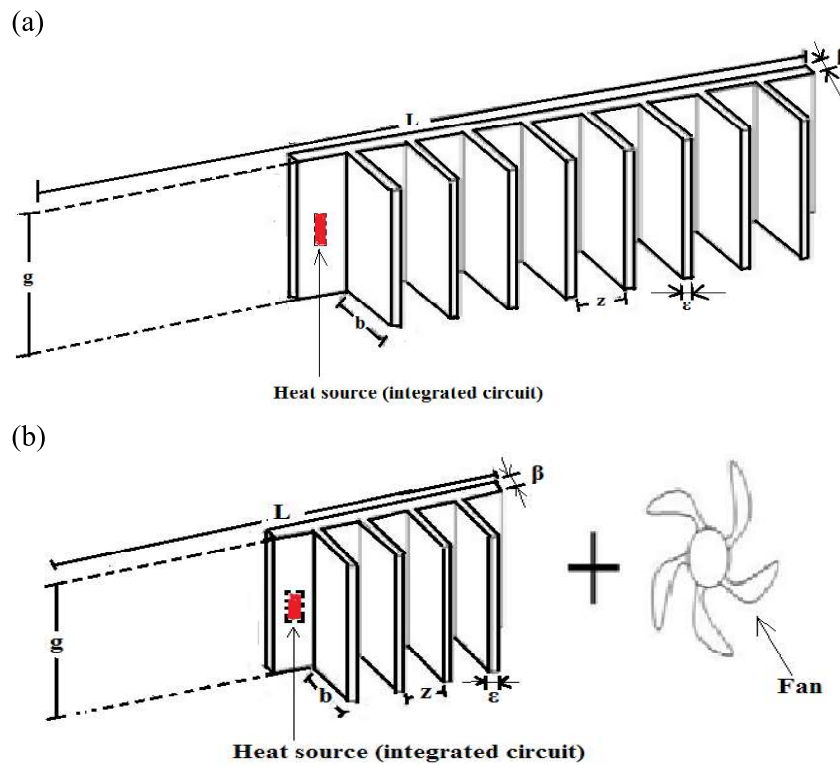 (a)
L
g
b
z
ε
Heat source (integrated circuit)
(b)
β
L
g
b
z
ε
Fan
Heat source (integrated circuit)